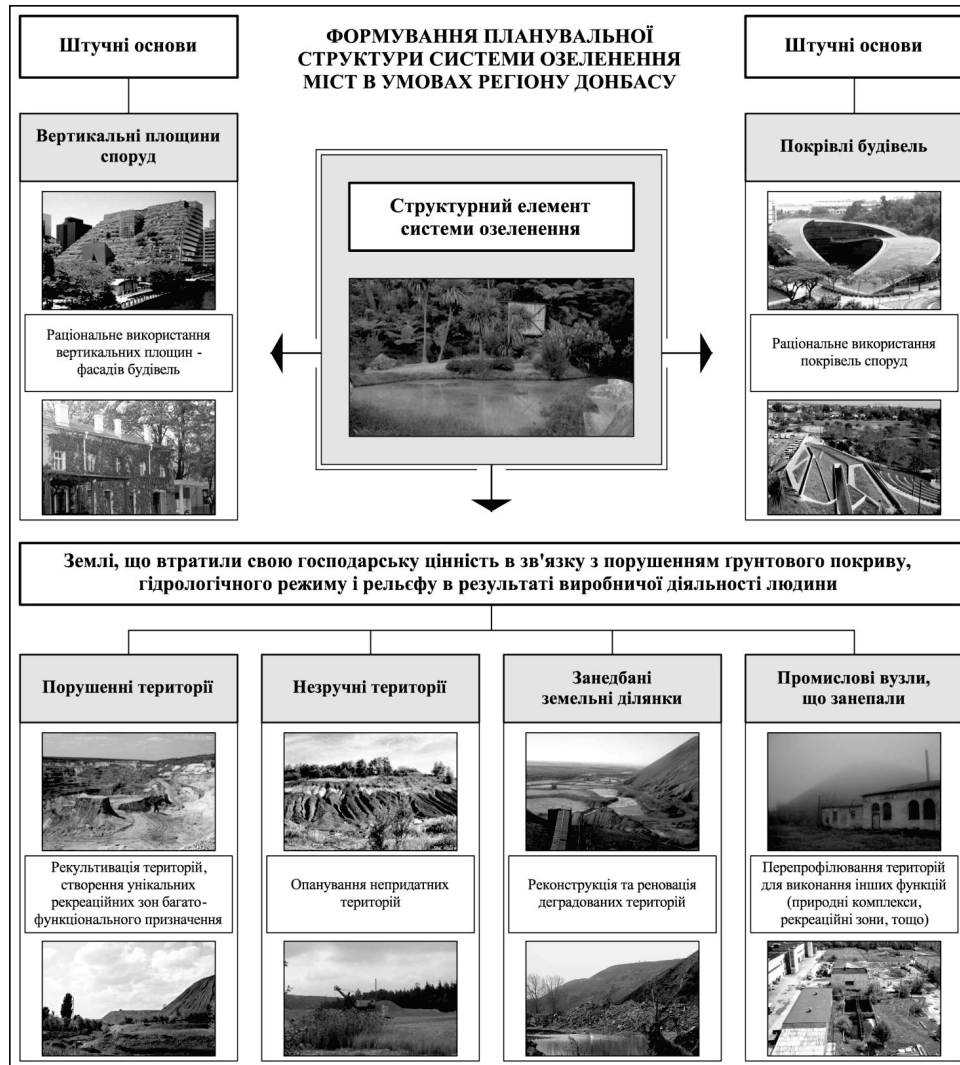 Штучні основи
ФОРМУВАННЯ ПЛАНУВАЛЬНОЇ
СТРУКТУРИ СИСТЕМИ ОЗЕЛЕНЕННЯ
МІСТ В УМОВАХ РЕГІОНУ ДОНБАСУ
Штучні основи
Вертикальні площини
споруд
Раціональне використання
вертикальних площин -
фасадів будівель
Структурний елемент
системи озеленення
Покрівлі будівель
Раціональне використання
покрівель споруд
Землі, що втратили свою господарську цінність в зв'язку з порушенням ґрунтового покриву,
гідрологічного режиму і рельєфу в результаті виробничої діяльності людини
Порушенні території
Рекультивація територій,
створення унікальних
рекреаційних зон багато-
функціонального призначення
Незручні території
Опанування непридатних
територій
Занедбані
земельні ділянки
Реконструкція та реновація
деградованих територій
Промислові вузли,
що занепали
Перепрофілювання територій
для виконання інших функцій
(природні комплекси,
рекреаційні зони, тощо)